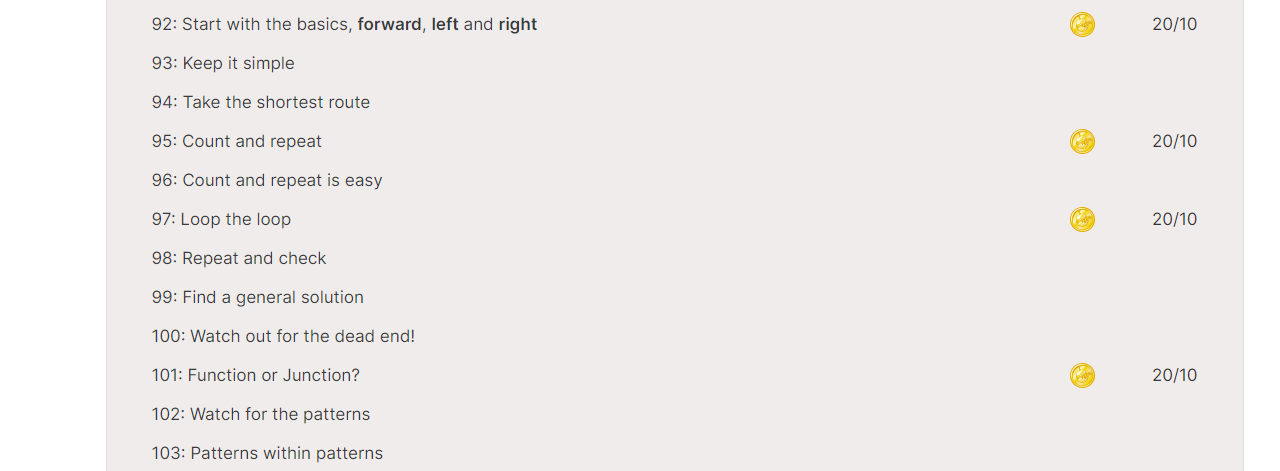 92: Start with the basics, forward, left and right 20/10
93: Keep it simple
94: Take the shortest route
95: Count and repeat 20/10
96: Count and repeat is easy
97: Loop the loop 20/10
98: Repeat and check
99: Find a general solution
100: Watch out for the dead end!
101: Function or Junction? 20/10
102: Watch for the patterns
103: Patterns within patterns